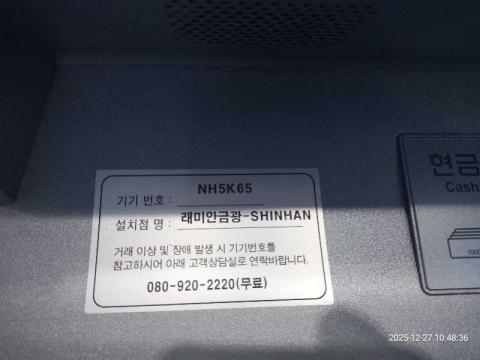 기기 번호 : NH5K65
설치점 명 : 래미안금광-SHINHAN
거래 이상 및 장애 발생 시 기기번호를
참고하시어 아래 고객상담실로 연락바랍니다.
080-920-2220(무료)
현금
Cash
1000
2025-12-27 10:48:36